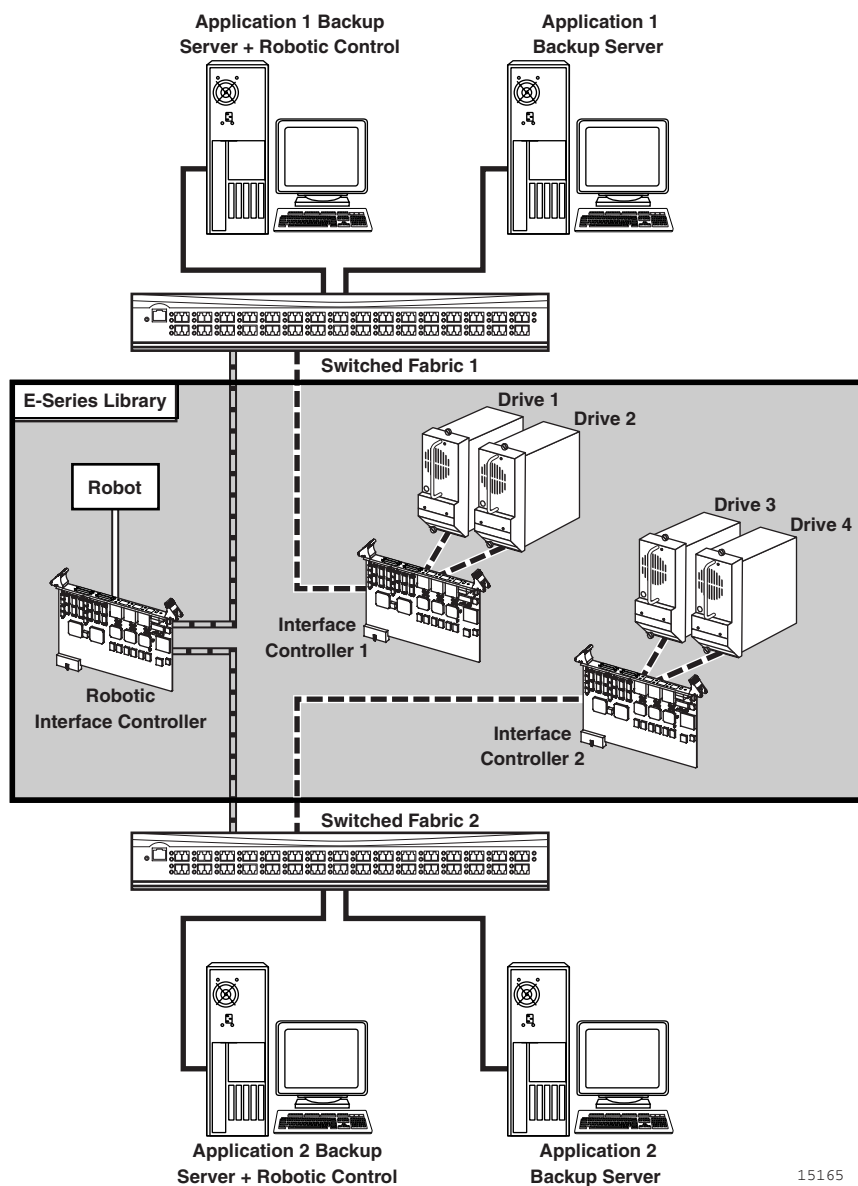 Application 1 Backup
Server + Robotic Control
Application 1
Backup Server
Switched Fabric 1
E-Series Library
Drive 1
Drive 2
Robot
Drive 3
Drive 4
Interface
Controller 1
Robotic
Interface Controller
Interface
Controller 2
Switched Fabric 2
Application 2 Backup
Server + Robotic Control
Application 2
Backup Server
15165